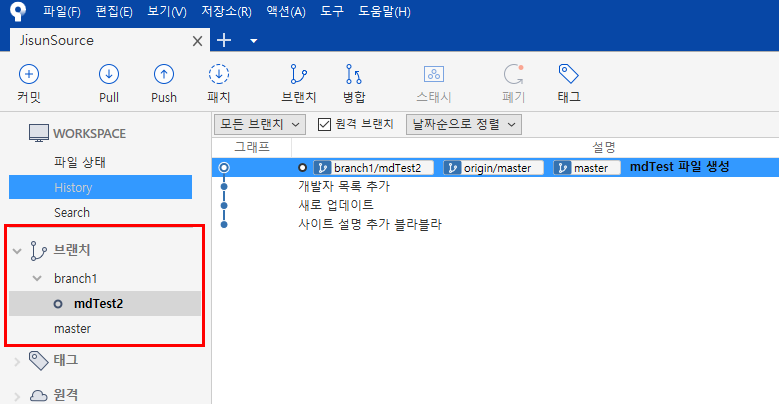 파일(F) 편집(E) 보기(V) 저장소(R) 액션(A) 도구 도움말(H)
JisunSource
커밋 Pull Push 패치 브랜치 병합 스태시 폐기 태그
WORKSPACE
파일 상태
History
Search
브랜치
branch1
mdTest2
master
태그
원격
모든 브랜치 원격 브랜치 날짜순으로 정렬
그래프 설명
branch1/mdTest2 origin/master master mdTest 파일 생성
개발자 목록 추가
새로 업데이트
사이트 설명 추가 블라블라